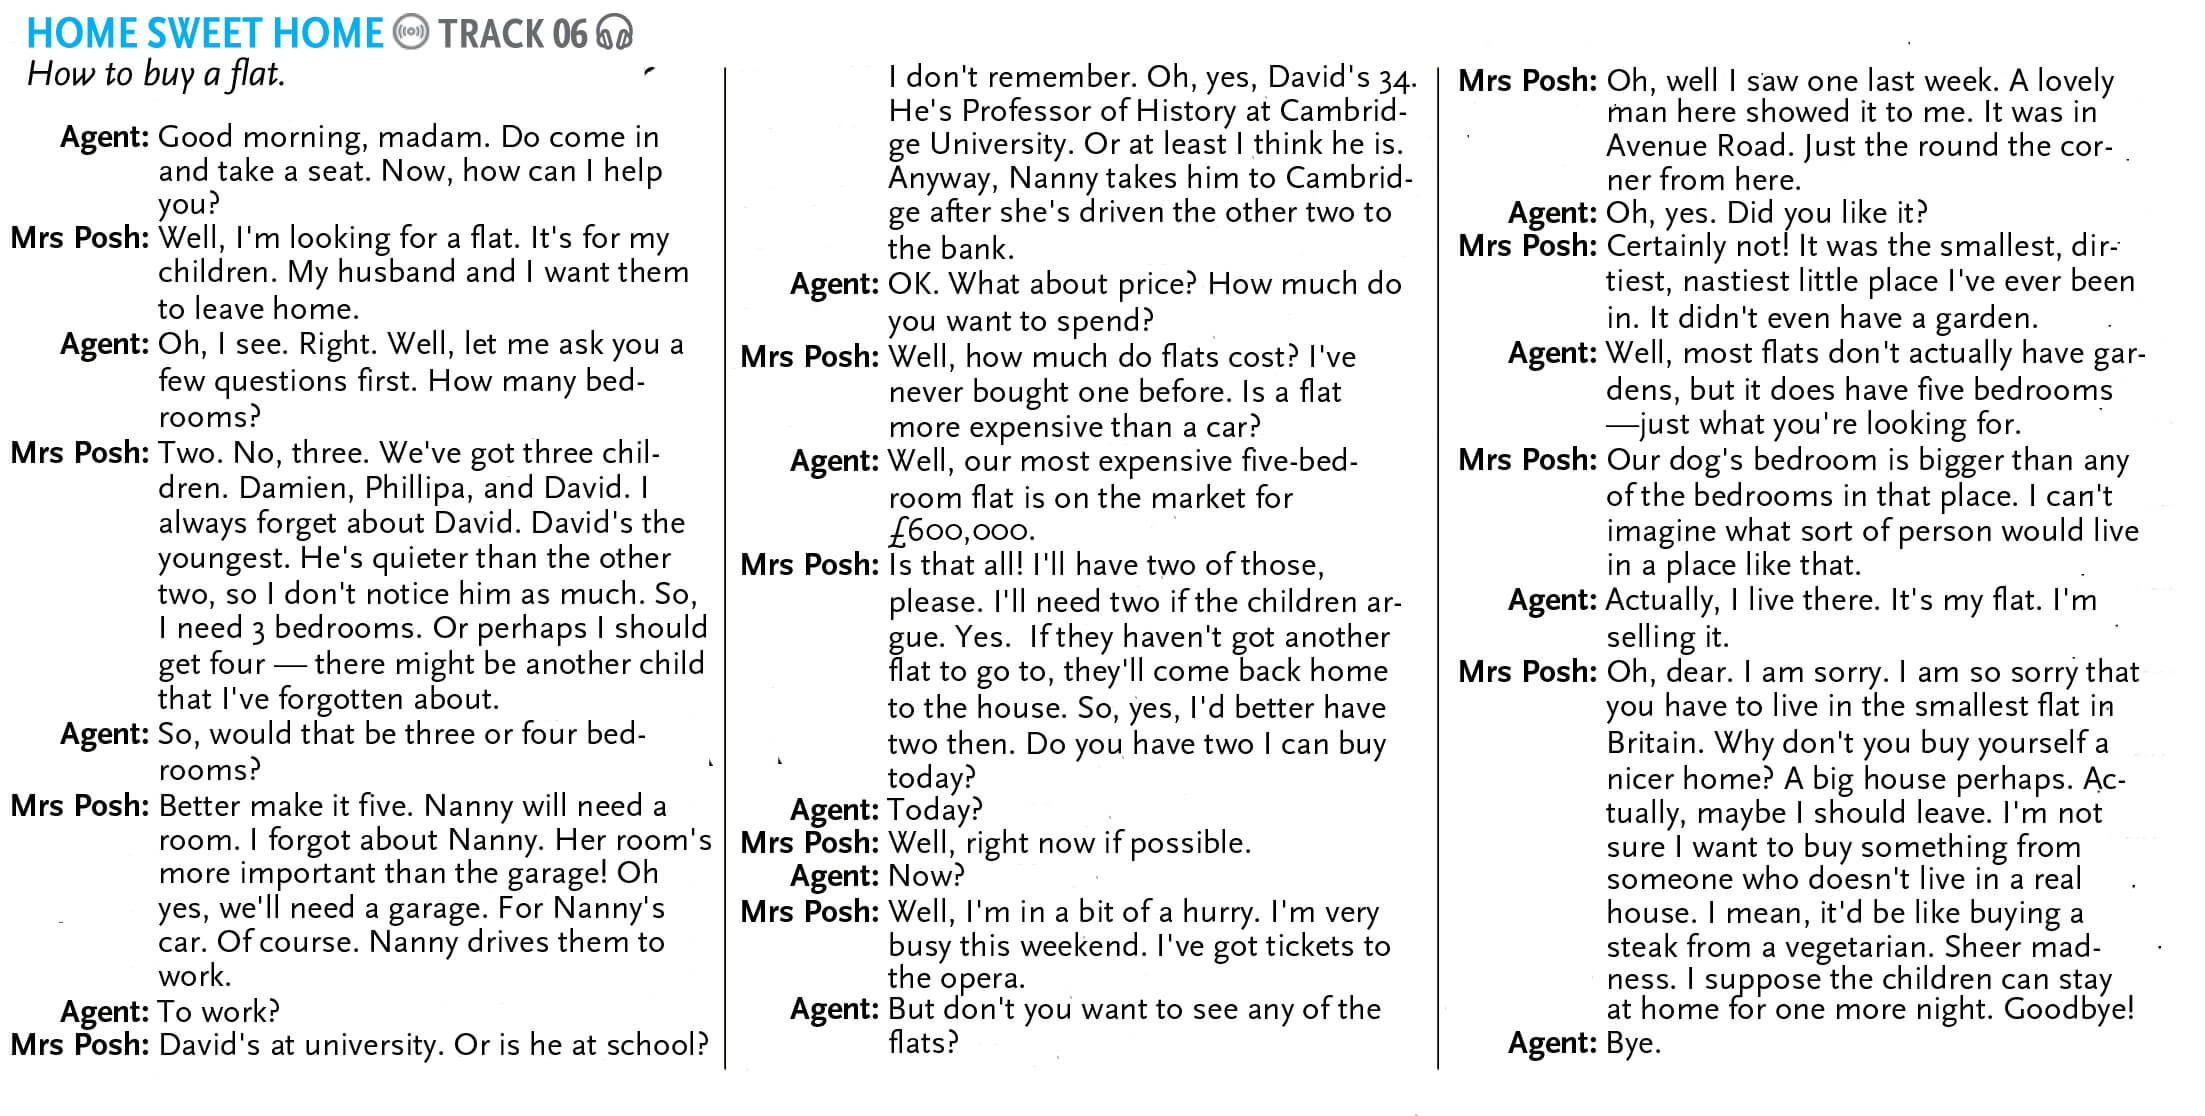 HOME SWEET HOME TRACK 06
How to buy a flat.
Agent: Good morning, madam. Do come in
and take a seat. Now, how can I help
you?
Mrs Posh: Well, I'm looking for a flat. It's for my
children. My husband and I want them
to leave home.
Agent: Oh, I see. Right. Well, let me ask you a
few questions first. How many bed-
rooms?
Mrs Posh: Two. No, three. We've got three chil-
dren. Damien, Phillipa, and David. I
always forget about David. David's the
youngest. He's quieter than the other
two, so I don't notice him as much. So,
I need 3 bedrooms. Or perhaps I should
get four — there might be another child
that I've forgotten about.
Agent: So, would that be three or four bed-
rooms?
Mrs Posh: Better make it five. Nanny will need a
room. I forgot about Nanny. Her room's
more important than the garage! Oh
yes, we'll need a garage. For Nanny's
car. Of course. Nanny drives them to
work.
Agent: To work?
Mrs Posh: David's at university. Or is he at school?
I don't remember. Oh, yes, David's 34.
He's Professor of History at Cambrid-
ge University. Or at least I think he is.
Anyway, Nanny takes him to Cambrid-
ge after she's driven the other two to
the bank.
Agent: OK. What about price? How much do
you want to spend?
Mrs Posh: Well, how much do flats cost? I've
never bought one before. Is a flat
more expensive than a car?
Agent: Well, our most expensive five-bed-
room flat is on the market for
£600,000.
Mrs Posh: Is that all! I'll have two of those,
please. I'll need two if the children ar-
gue. Yes. If they haven't got another
flat to go to, they'll come back home
to the house. So, yes, I'd better have
two then. Do you have two I can buy
today?
Agent: Today?
Mrs Posh: Well, right now if possible.
Agent: Now?
Mrs Posh: Well, I'm in a bit of a hurry. I'm very
busy this weekend. I've got tickets to
the opera.
Agent: But don't you want to see any of the
flats?
Mrs Posh: Oh, well I saw one last week. A lovely
man here showed it to me. It was in
Avenue Road. Just the round the cor-
ner from here.
Agent: Oh, yes. Did you like it?
Mrs Posh: Certainly not! It was the smallest, dir-
tiest, nastiest little place I've ever been
in. It didn't even have a garden.
Agent: Well, most flats don't actually have gar-
dens, but it does have five bedrooms
—just what you're looking for.
Mrs Posh: Our dog's bedroom is bigger than any
of the bedrooms in that place. I can't
imagine what sort of person would live
in a place like that.
Agent: Actually, I live there. It's my flat. I'm
selling it.
Mrs Posh: Oh, dear. I am sorry. I am so sorry that
you have to live in the smallest flat in
Britain. Why don't you buy yourself a
nicer home? A big house perhaps. Ac-
tually, maybe I should leave. I'm not
sure I want to buy something from
someone who doesn't live in a real
house. I mean, it'd be like buying a
steak from a vegetarian. Sheer mad-
ness. I suppose the children can stay
at home for one more night. Goodbye!
Agent: Bye.